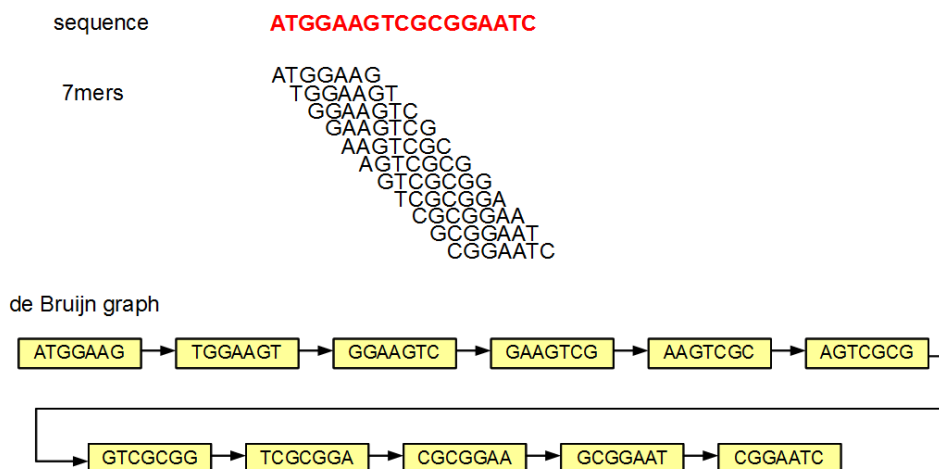 sequence ATGGAAGTCGCGGAATC
7mers
ATGGAAG
TGGAAGT
GGAAGTC
GAAGTCG
AAGTCGC
AGTCGCG
GTCGCGG
TCGCGGA
CGCGGAA
GCGGAAT
CGGAATC
de Bruijn graph
ATGGAAG TGGAAGT GGAAGTC GAAGTCG AAGTCGC AGTCGCG
GTCGCGG TCGCGGA CGCGGAA GCGGAAT CGGAATC